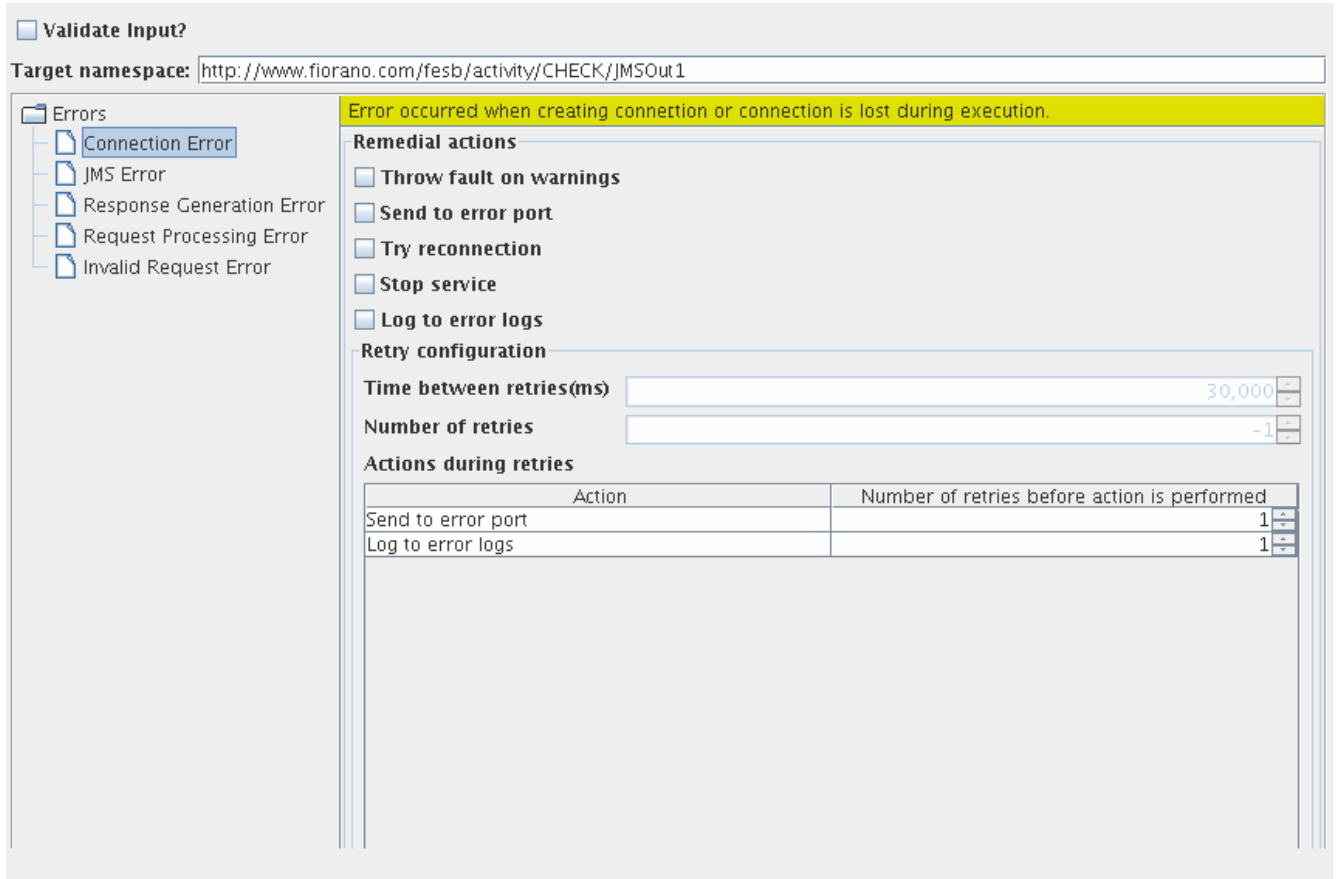 Validate Input?
Target namespace: http://www.fiorano.com/fesb/activity/CHECK/JMSOut1
Errors
Connection Error
JMS Error
Response Generation Error
Request Processing Error
Invalid Request Error
Error occurred when creating connection or connection is lost during execution.
Remedial actions
Throw fault on warnings
Send to error port
Try reconnection
Stop service
Log to error logs
Retry configuration
Time between retries(ms) 30,000
Number of retries -1
Actions during retries
Action Number of retries before action is performed
Send to error port 1
Log to error logs 1